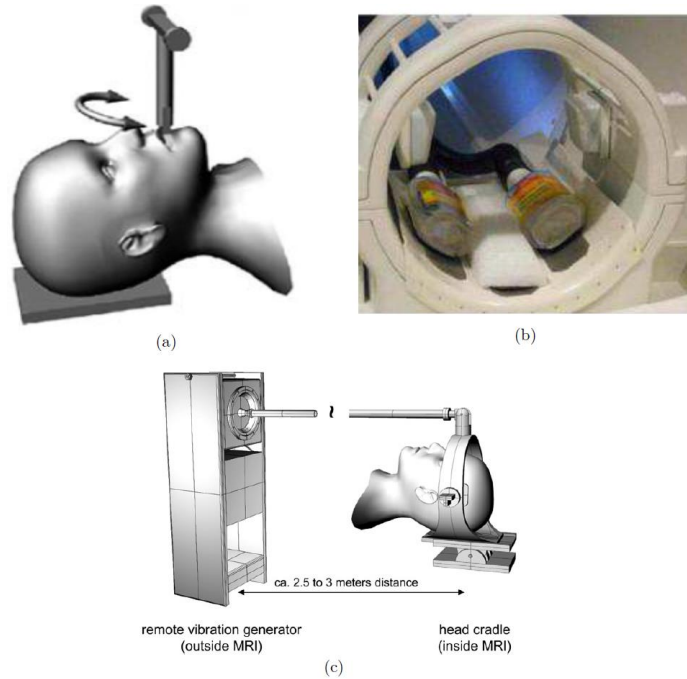 (a)
(b)
ca. 2.5 to 3 meters distance
remote vibration generator
(outside MRI)
head cradle
(inside MRI)
(c)